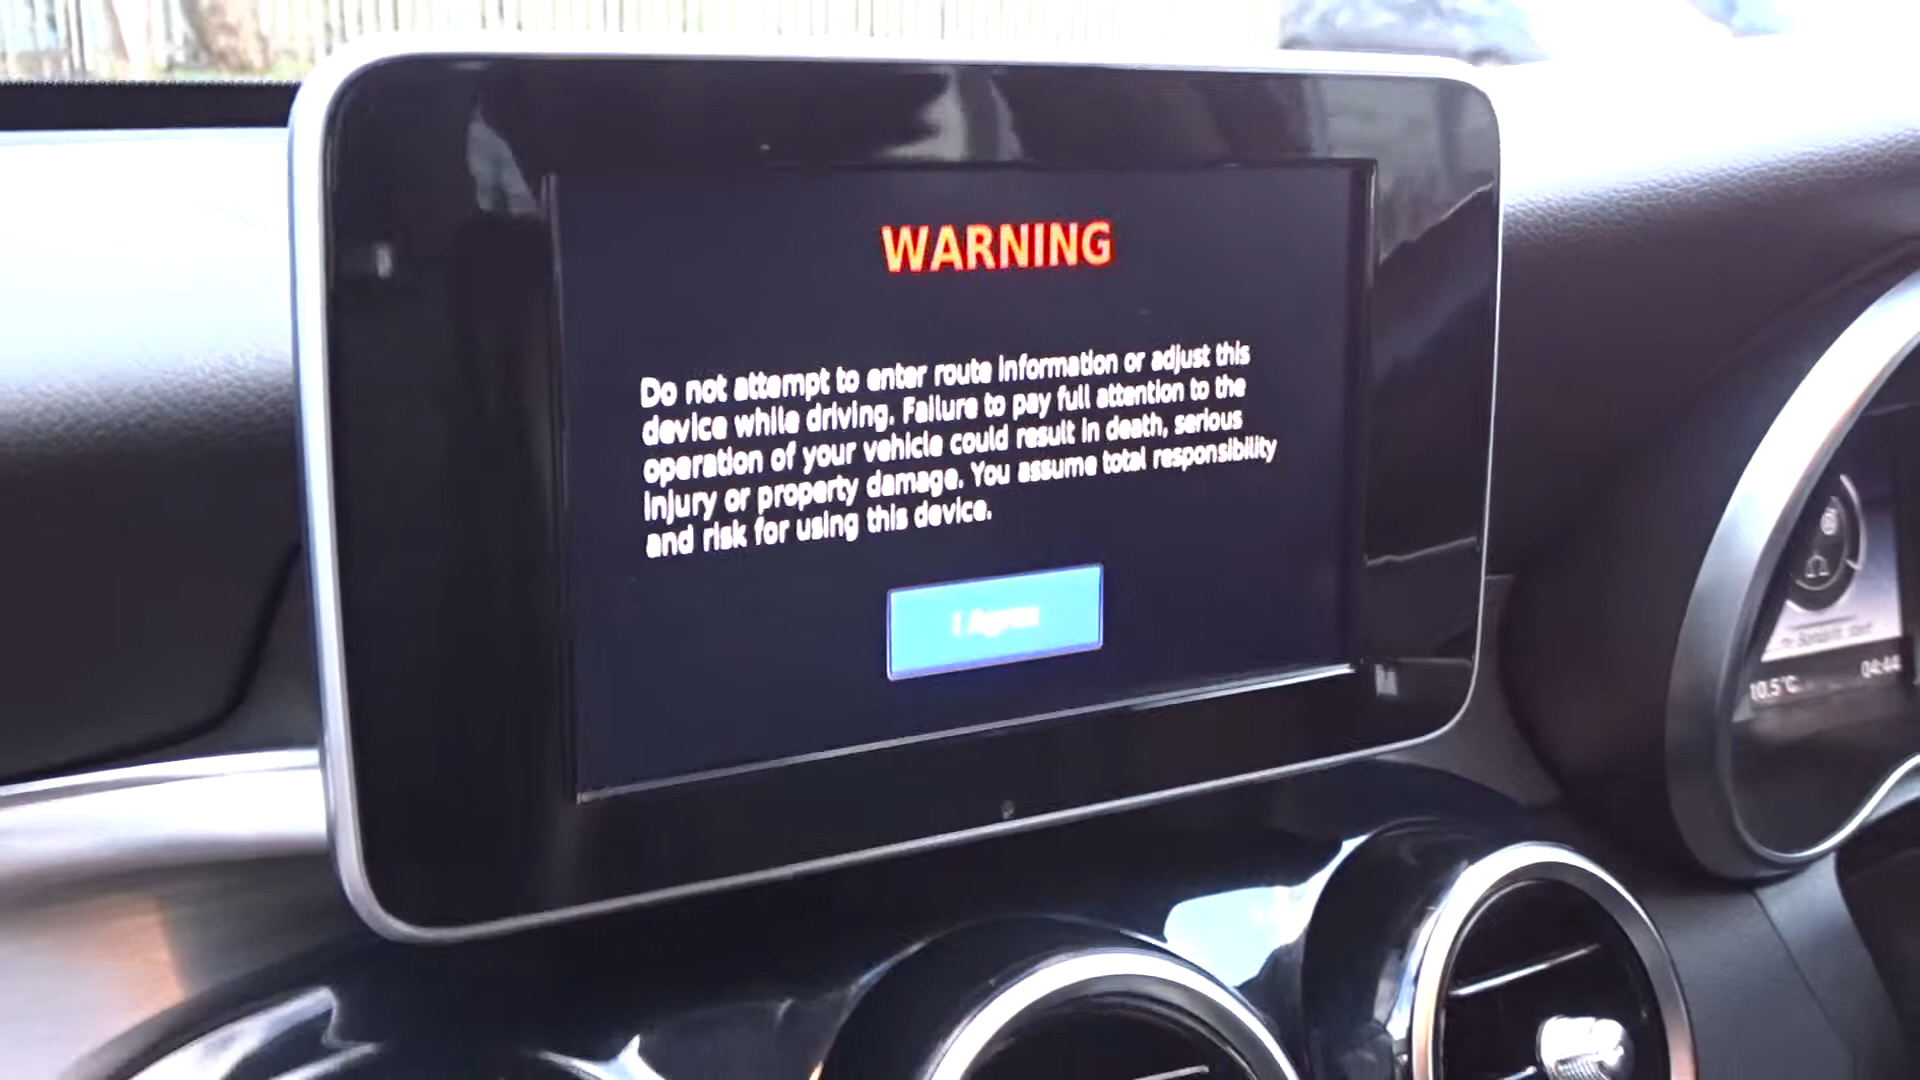 WARNING
Do not attempt to enter route information or adjust this
device while driving. Failure to pay full attention to the
operation of your vehicle could result in death, serious
injury or property damage. You assume total responsibility
and risk for using this device.
I Agree
04:44
10.5°C